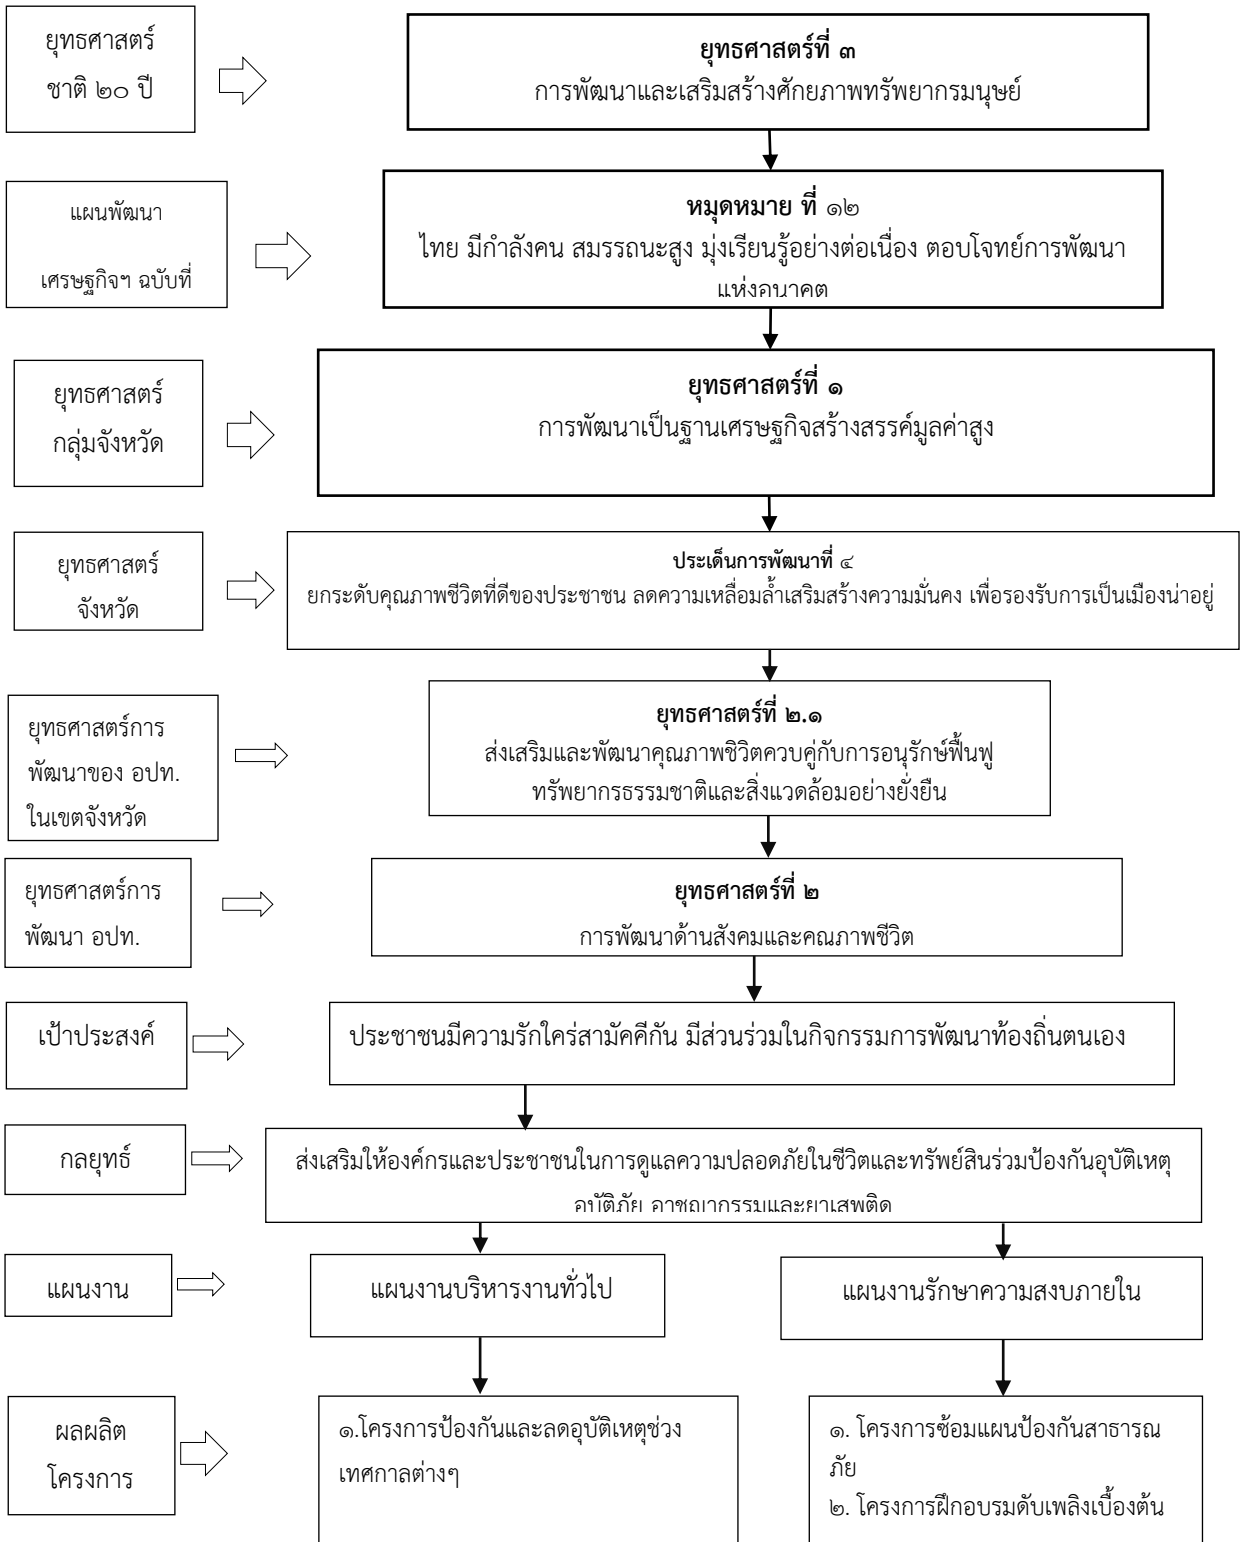 ยุทธศาสตร์
ชาติ ๒๐ ปี
ยุทธศาสตร์ที่ ๓
การพัฒนาและเสริมสร้างศักยภาพทรัพยากรมนุษย์
แผนพัฒนา
เศรษฐกิจฯ ฉบับที่
หมุดหมาย ที่ ๑๒
ไทย มีกำลังคน สมรรถนะสูง มุ่งเรียนรู้อย่างต่อเนื่อง ตอบโจทย์การพัฒนา
แห่งอนาคต
ยุทธศาสตร์
กลุ่มจังหวัด
ยุทธศาสตร์ที่ ๑
การพัฒนาเป็นฐานเศรษฐกิจสร้างสรรค์มูลค่าสูง
ยุทธศาสตร์
จังหวัด
ประเด็นการพัฒนาที่ ๔
ยกระดับคุณภาพชีวิตที่ดีของประชาชน ลดความเหลื่อมล้ำเสริมสร้างความมั่นคง เพื่อรองรับการเป็นเมืองน่าอยู่
ยุทธศาสตร์การ
พัฒนาของ อปท.
ในเขตจังหวัด
ยุทธศาสตร์ที่ ๒.๑
ส่งเสริมและพัฒนาคุณภาพชีวิตควบคู่กับการอนุรักษ์ฟื้นฟู
ทรัพยากรธรรมชาติและสิ่งแวดล้อมอย่างยั่งยืน
ยุทธศาสตร์การ
พัฒนา อปท.
ยุทธศาสตร์ที่ ๒
การพัฒนาด้านสังคมและคุณภาพชีวิต
เป้าประสงค์
ประชาชนมีความรักใคร่สามัคคีกัน มีส่วนร่วมในกิจกรรมการพัฒนาท้องถิ่นตนเอง
กลยุทธ์
ส่งเสริมให้องค์กรและประชาชนในการดูแลความปลอดภัยในชีวิตและทรัพย์สินร่วมป้องกันอุบัติเหตุ
อุบัติภัย อาชญากรรมและยาเสพติด
แผนงาน
แผนงานบริหารงานทั่วไป
แผนงานรักษาความสงบภายใน
ผลผลิต
โครงการ
๑.โครงการป้องกันและลดอุบัติเหตุช่วง
เทศกาลต่างๆ
๑. โครงการซ้อมแผนป้องกันสาธารณ
ภัย
๒. โครงการฝึกอบรมดับเพลิงเบื้องต้น